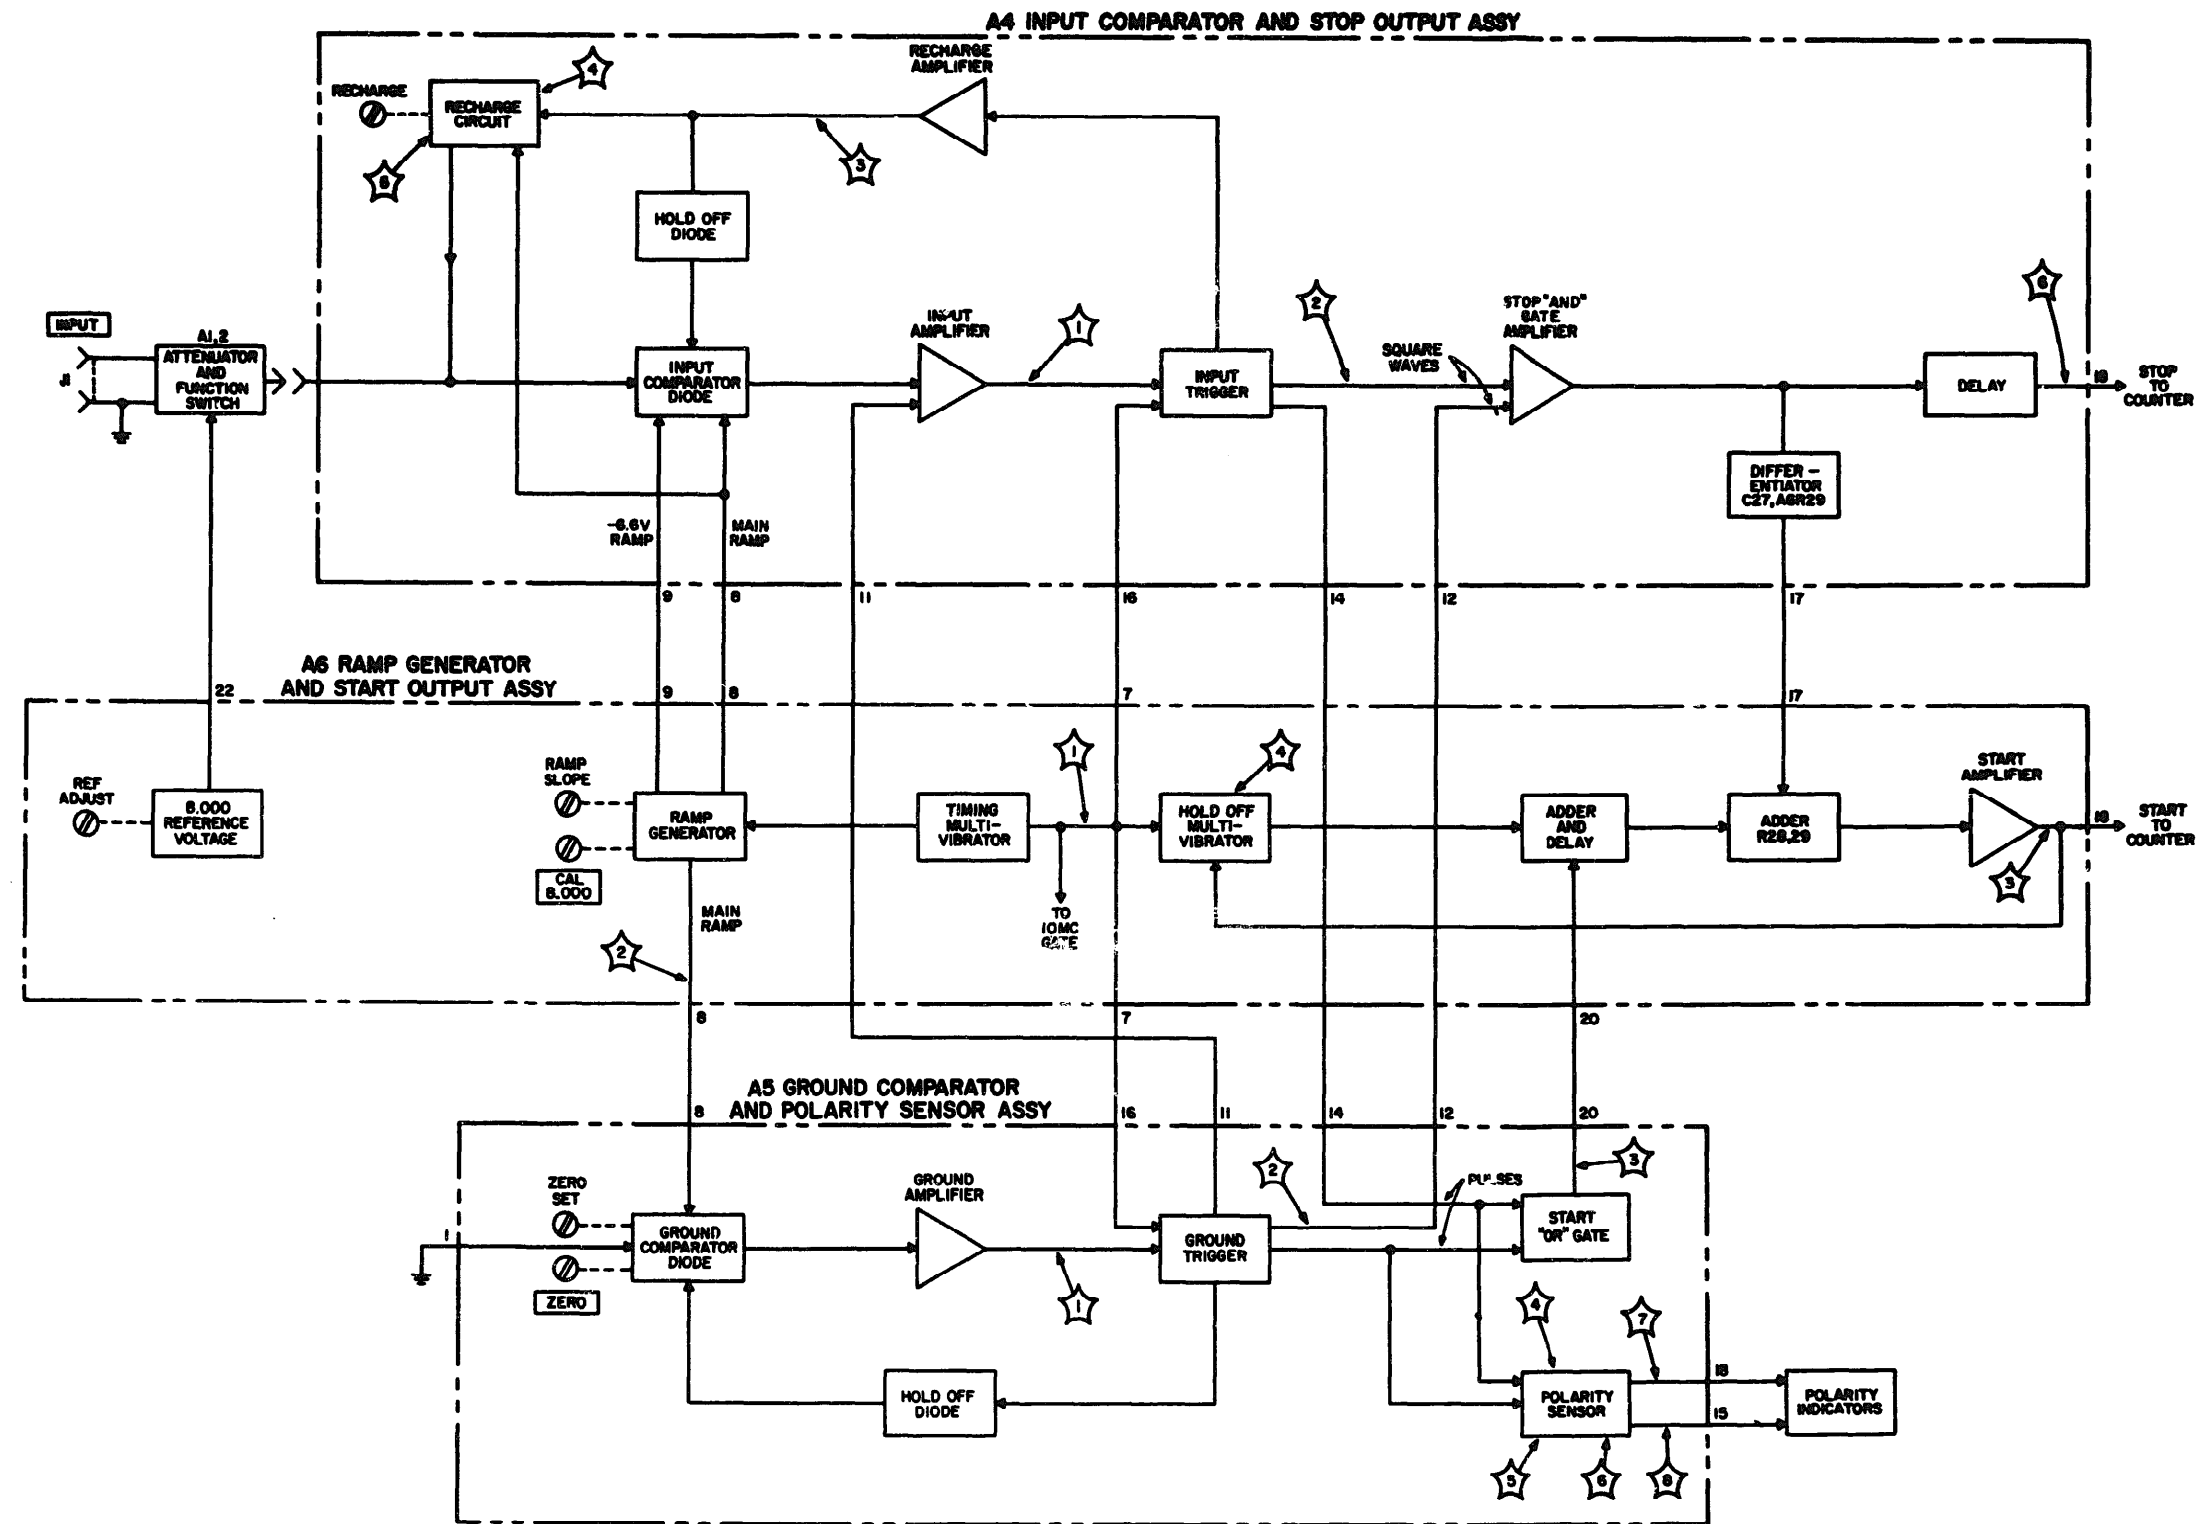 A4 INPUT COMPARATOR AND STOP OUTPUT ASSY
RECHARGE
AMPLIFIER
4
RECHARGE
RECHARGE
CIRCUIT
3
5
HOLD OFF
DIODE
INPUT
J1
A1,2
ATTENUATOR
AND
FUNCTION
SWITCH
INPUT
COMPARATOR
DIODE
INPUT
AMPLIFIER
1
INPUT
TRIGGER
2
SQUARE
WAVES
STOP "AND"
GATE
AMPLIFIER
6
DELAY
STOP
TO
COUNTER
DIFFER-
ENTIATOR
C27, A6R29
-6.6V
RAMP
MAIN
RAMP
9
8
11
16
14
12
17
A6 RAMP GENERATOR
AND START OUTPUT ASSY
22
9
8
7
17
REF
ADJUST
RAMP
SLOPE
CAL
8.000
RAMP
GENERATOR
TIMING
MULTI-
VIBRATOR
1
TO
10MC
GATE
4
HOLD OFF
MULTI-
VIBRATOR
ADDER
AND
DELAY
ADDER
R28,29
START
AMPLIFIER
3
START
TO
COUNTER
8.000
REFERENCE
VOLTAGE
MAIN
RAMP
2
8
7
20
A5 GROUND COMPARATOR
AND POLARITY SENSOR ASSY
8
16
11
14
12
20
1
ZERO
SET
ZERO
GROUND
COMPARATOR
DIODE
GROUND
AMPLIFIER
1
GROUND
TRIGGER
2
PULSES
3
START
"OR" GATE
HOLD OFF
DIODE
4
7
POLARITY
SENSOR
5
6
8
15
POLARITY
INDICATORS